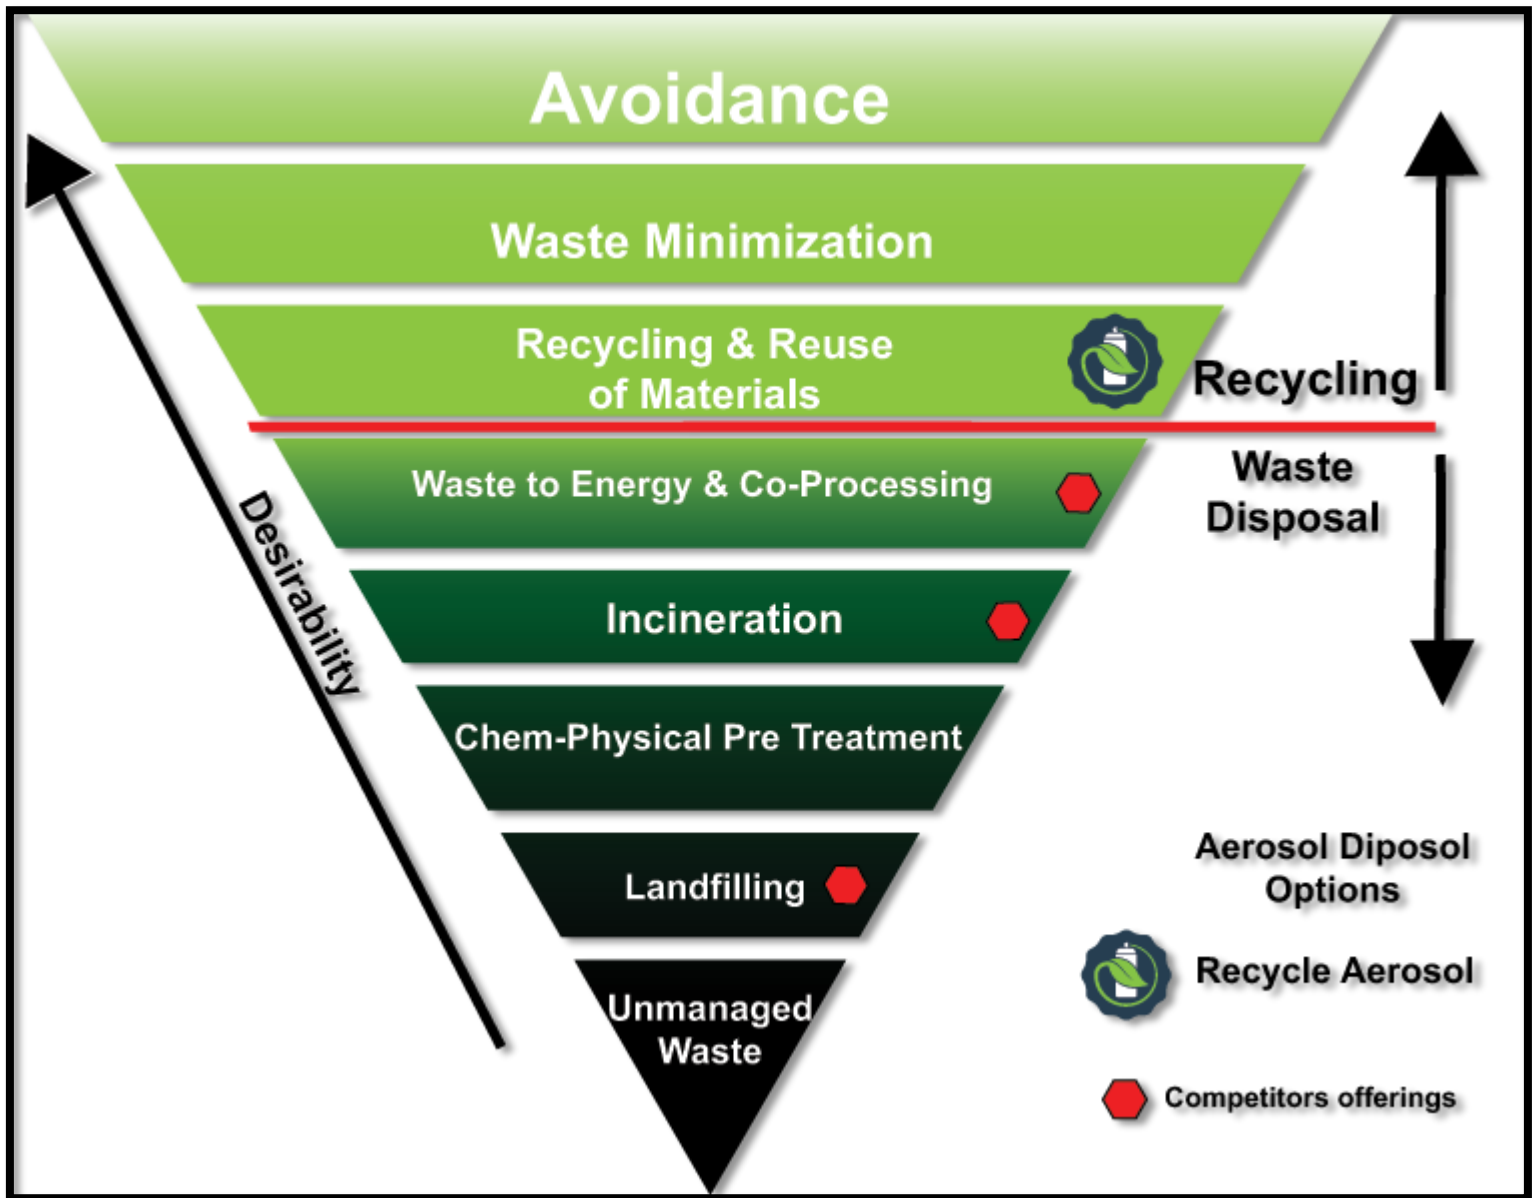 Avoidance
Waste Minimization
Recycling & Reuse
of Materials
Recycling
Waste
Disposal
Waste to Energy & Co-Processing
Desirability
Incineration
Chem-Physical Pre Treatment
Landfilling
Unmanaged
Waste
Aerosol Diposol
Options
Recycle Aerosol
Competitors offerings